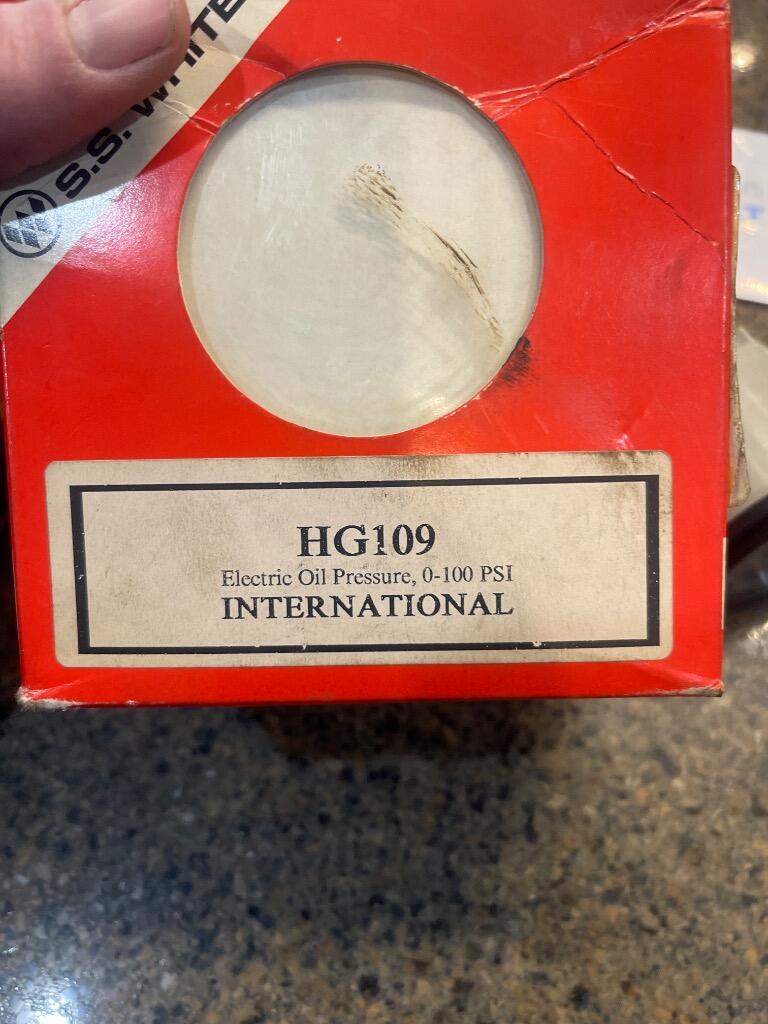 S.S. WHITE
HG109
Electric Oil Pressure, 0-100 PSI
INTERNATIONAL